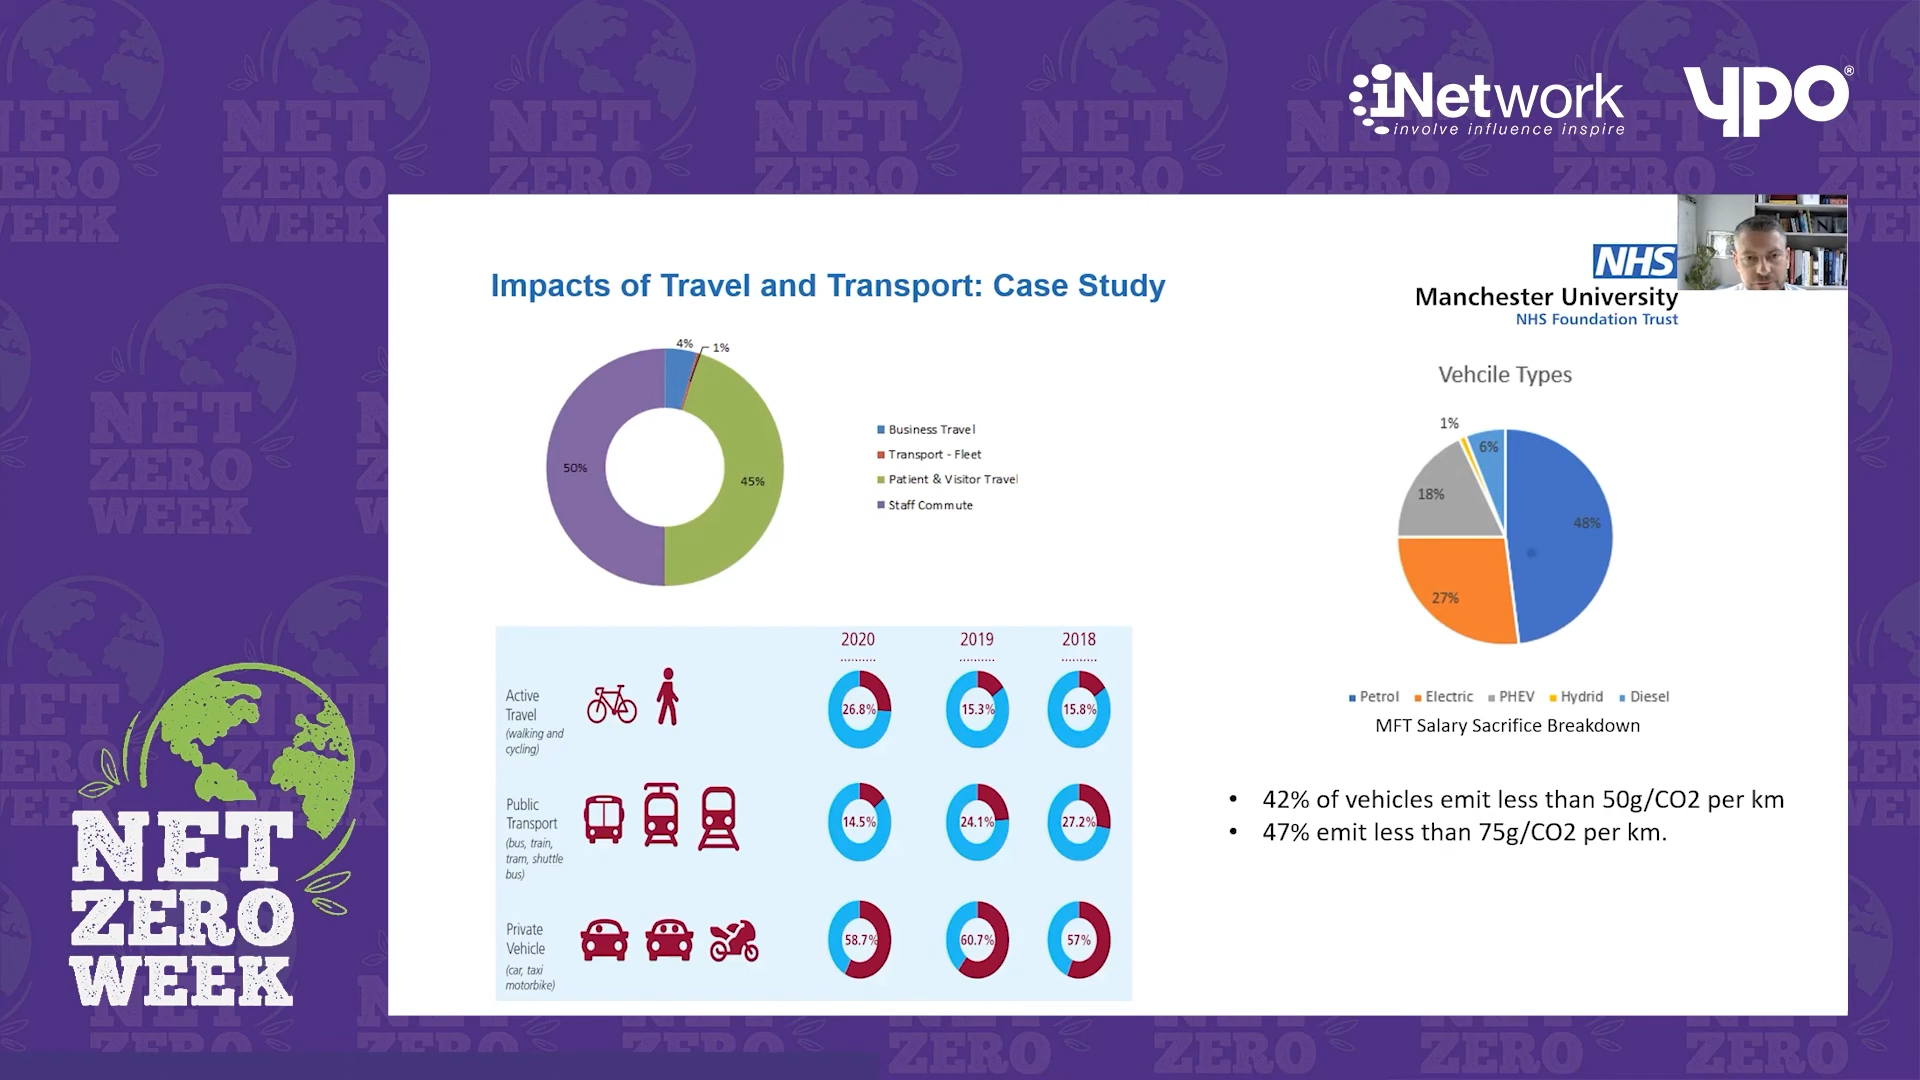 iNetwork
involve influence inspire
ypo®
NHS
Manchester University
NHS Foundation Trust
Impacts of Travel and Transport: Case Study
4%
1%
50%
45%
Business Travel
Transport - Fleet
Patient & Visitor Travel
Staff Commute
Vehcile Types
1%
6%
18%
48%
27%
Petrol
Electric
PHEV
Hydrid
Diesel
MFT Salary Sacrifice Breakdown
2020
2019
2018
Active
Travel
(walking and
cycling)
26.8%
15.3%
15.8%
Public
Transport
(bus, train,
tram, shuttle
bus)
14.5%
24.1%
27.2%
Private
Vehicle
(car, taxi
motorbike)
58.7%
60.7%
57%
• 42% of vehicles emit less than 50g/CO2 per km
• 47% emit less than 75g/CO2 per km.
NET
ZERO
WEEK